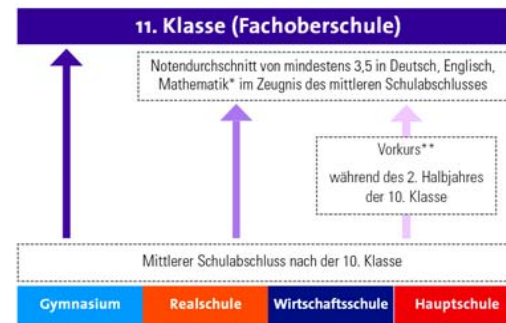 11. Klasse (Fachoberschule)
Notendurchschnitt von mindestens 3,5 in Deutsch, Englisch,
Mathematik* im Zeugnis des mittleren Schulabschlusses
Vorkurs**
während des 2. Halbjahres
der 10. Klasse
Mittlerer Schulabschluss nach der 10. Klasse
Gymnasium
Realschule
Wirtschaftsschule
Hauptschule